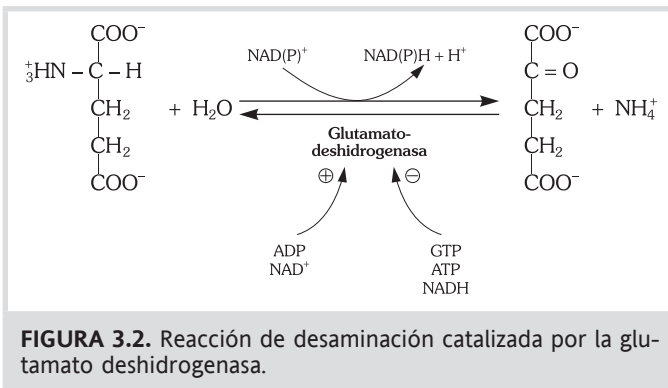 COO⁻
⁺₃HN – C – H
CH₂
CH₂
COO⁻
+ H₂O
NAD(P)⁺
NAD(P)H + H⁺
Glutamato-
deshidrogenasa
⊕
⊖
ADP
NAD⁺
GTP
ATP
NADH
COO⁻
C = O
CH₂
CH₂
COO⁻
+ NH₄⁺
FIGURA 3.2. Reacción de desaminación catalizada por la glu-
tamato deshidrogenasa.